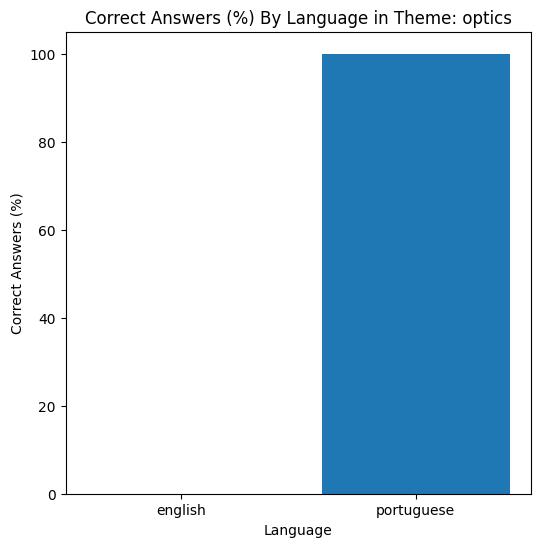 Correct Answers (%) By Language in Theme: optics
Correct Answers (%)
100
80
60
40
20
0
english portuguese
Language